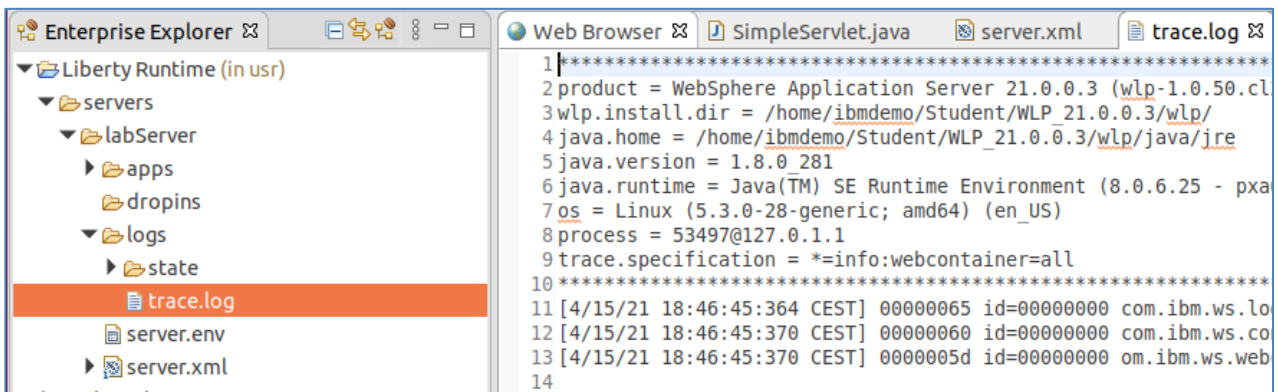 Enterprise Explorer
Liberty Runtime (in usr)
servers
labServer
apps
dropins
logs
state
trace.log
server.env
server.xml
Web Browser SimpleServlet.java server.xml trace.log
1 ******************************************************************
2 product = WebSphere Application Server 21.0.0.3 (wlp-1.0.50.cl
3 wlp.install.dir = /home/ibmdemo/Student/WLP_21.0.0.3/wlp/
4 java.home = /home/ibmdemo/Student/WLP_21.0.0.3/wlp/java/jre
5 java.version = 1.8.0_281
6 java.runtime = Java(TM) SE Runtime Environment (8.0.6.25 - pxa
7 os = Linux (5.3.0-28-generic; amd64) (en_US)
8 process = 53497@127.0.1.1
9 trace.specification = *=info:webcontainer=all
10 ******************************************************************
11 [4/15/21 18:46:45:364 CEST] 00000065 id=00000000 com.ibm.ws.lo
12 [4/15/21 18:46:45:370 CEST] 00000060 id=00000000 com.ibm.ws.co
13 [4/15/21 18:46:45:370 CEST] 0000005d id=00000000 om.ibm.ws.web
14